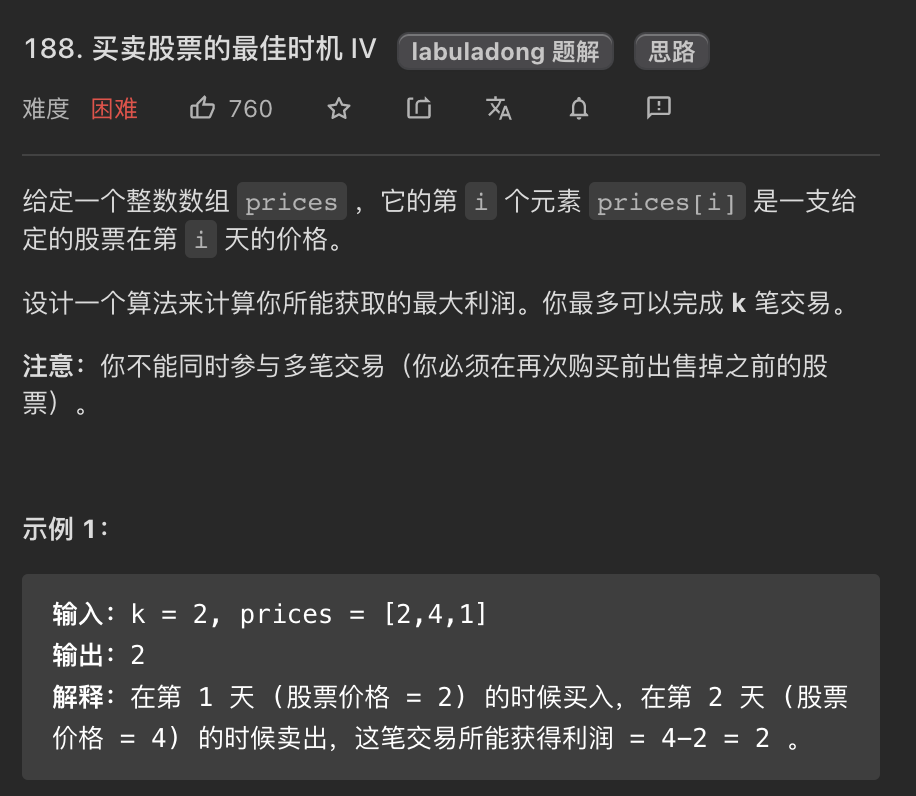 188. 买卖股票的最佳时机 IV labuladong 题解 思路
难度 困难 760
给定一个整数数组 prices ，它的第 i 个元素 prices[i] 是一支给
定的股票在第 i 天的价格。
设计一个算法来计算你所能获取的最大利润。你最多可以完成 k 笔交易。
注意：你不能同时参与多笔交易（你必须在再次购买前出售掉之前的股
票）。
示例 1：
输入：k = 2, prices = [2,4,1]
输出：2
解释：在第 1 天 (股票价格 = 2) 的时候买入，在第 2 天 (股票
价格 = 4) 的时候卖出，这笔交易所能获得利润 = 4-2 = 2 。